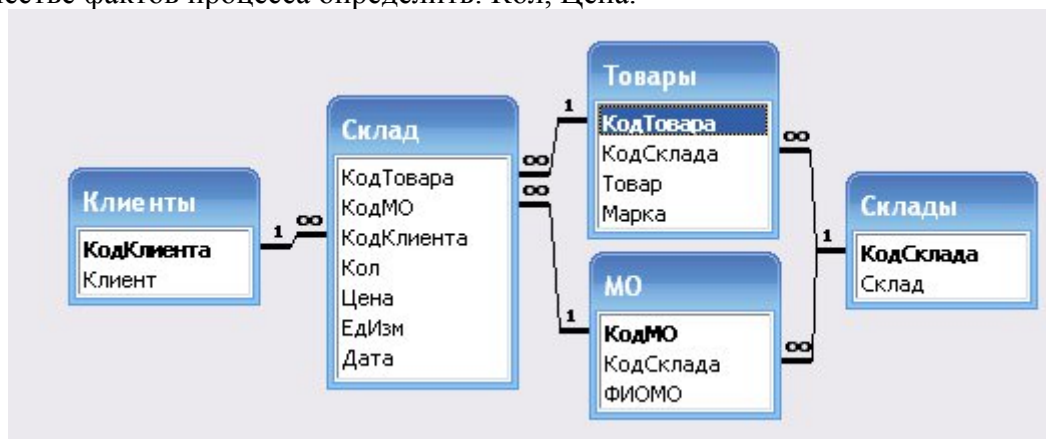 честве фактов процесса определить: Кол, Цена.
Клиенты
КодКлиента
Клиент
1
∞
Склад
КодТовара
КодМО
КодКлиента
Кол
Цена
ЕдИзм
Дата
∞
∞
1
1
Товары
КодТовара
КодСклада
Товар
Марка
МО
КодМО
КодСклада
ФИОМО
∞
∞
1
Склады
КодСклада
Склад